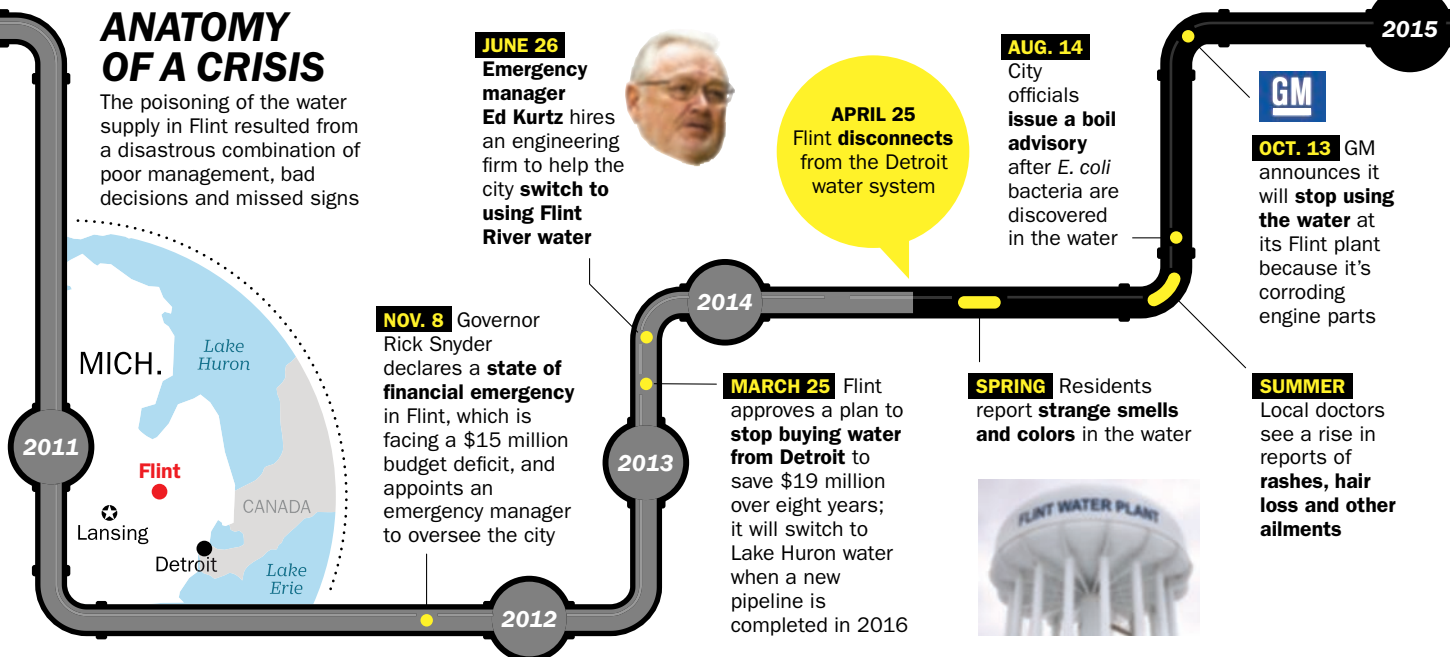 ANATOMY
OF A CRISIS
The poisoning of the water
supply in Flint resulted from
a disastrous combination of
poor management, bad
decisions and missed signs
MICH.
Lake
Huron
Flint
Lansing
Detroit
CANADA
Lake
Erie
2011
NOV. 8 Governor
Rick Snyder
declares a state of
financial emergency
in Flint, which is
facing a $15 million
budget deficit, and
appoints an
emergency manager
to oversee the city
2012
2013
MARCH 25 Flint
approves a plan to
stop buying water
from Detroit to
save $19 million
over eight years;
it will switch to
Lake Huron water
when a new
pipeline is
completed in 2016
JUNE 26
Emergency
manager
Ed Kurtz hires
an engineering
firm to help the
city switch to
using Flint
River water
2014
APRIL 25
Flint disconnects
from the Detroit
water system
SPRING Residents
report strange smells
and colors in the water
FLINT WATER PLANT
SUMMER
Local doctors
see a rise in
reports of
rashes, hair
loss and other
ailments
AUG. 14
City
officials
issue a boil
advisory
after E. coli
bacteria are
discovered
in the water
GM
OCT. 13 GM
announces it
will stop using
the water at
its Flint plant
because it's
corroding
engine parts
2015